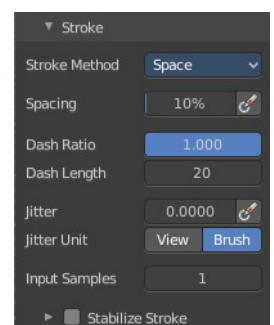 Stroke
Stroke Method Space
Spacing 10%
Dash Ratio 1.000
Dash Length 20
Jitter 0.0000
Jitter Unit View Brush
Input Samples 1
Stabilize Stroke